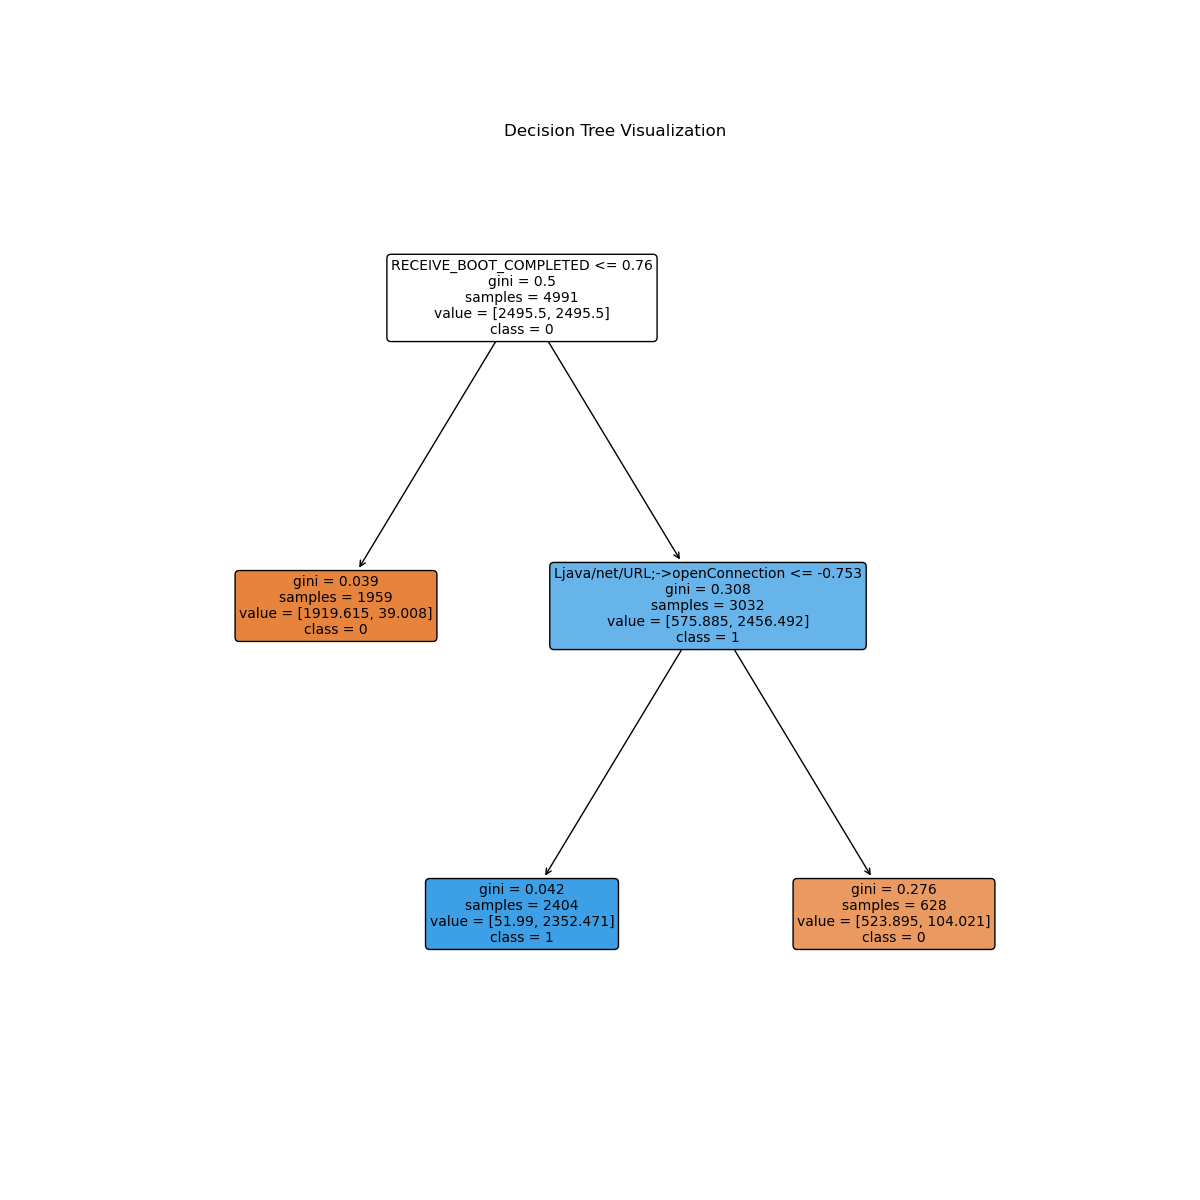 Decision Tree Visualization
RECEIVE_BOOT_COMPLETED <= 0.76
gini = 0.5
samples = 4991
value = [2495.5, 2495.5]
class = 0
gini = 0.039
samples = 1959
value = [1919.615, 39.008]
class = 0
Ljava/net/URL;->openConnection <= -0.753
gini = 0.308
samples = 3032
value = [575.885, 2456.492]
class = 1
gini = 0.042
samples = 2404
value = [51.99, 2352.471]
class = 1
gini = 0.276
samples = 628
value = [523.895, 104.021]
class = 0